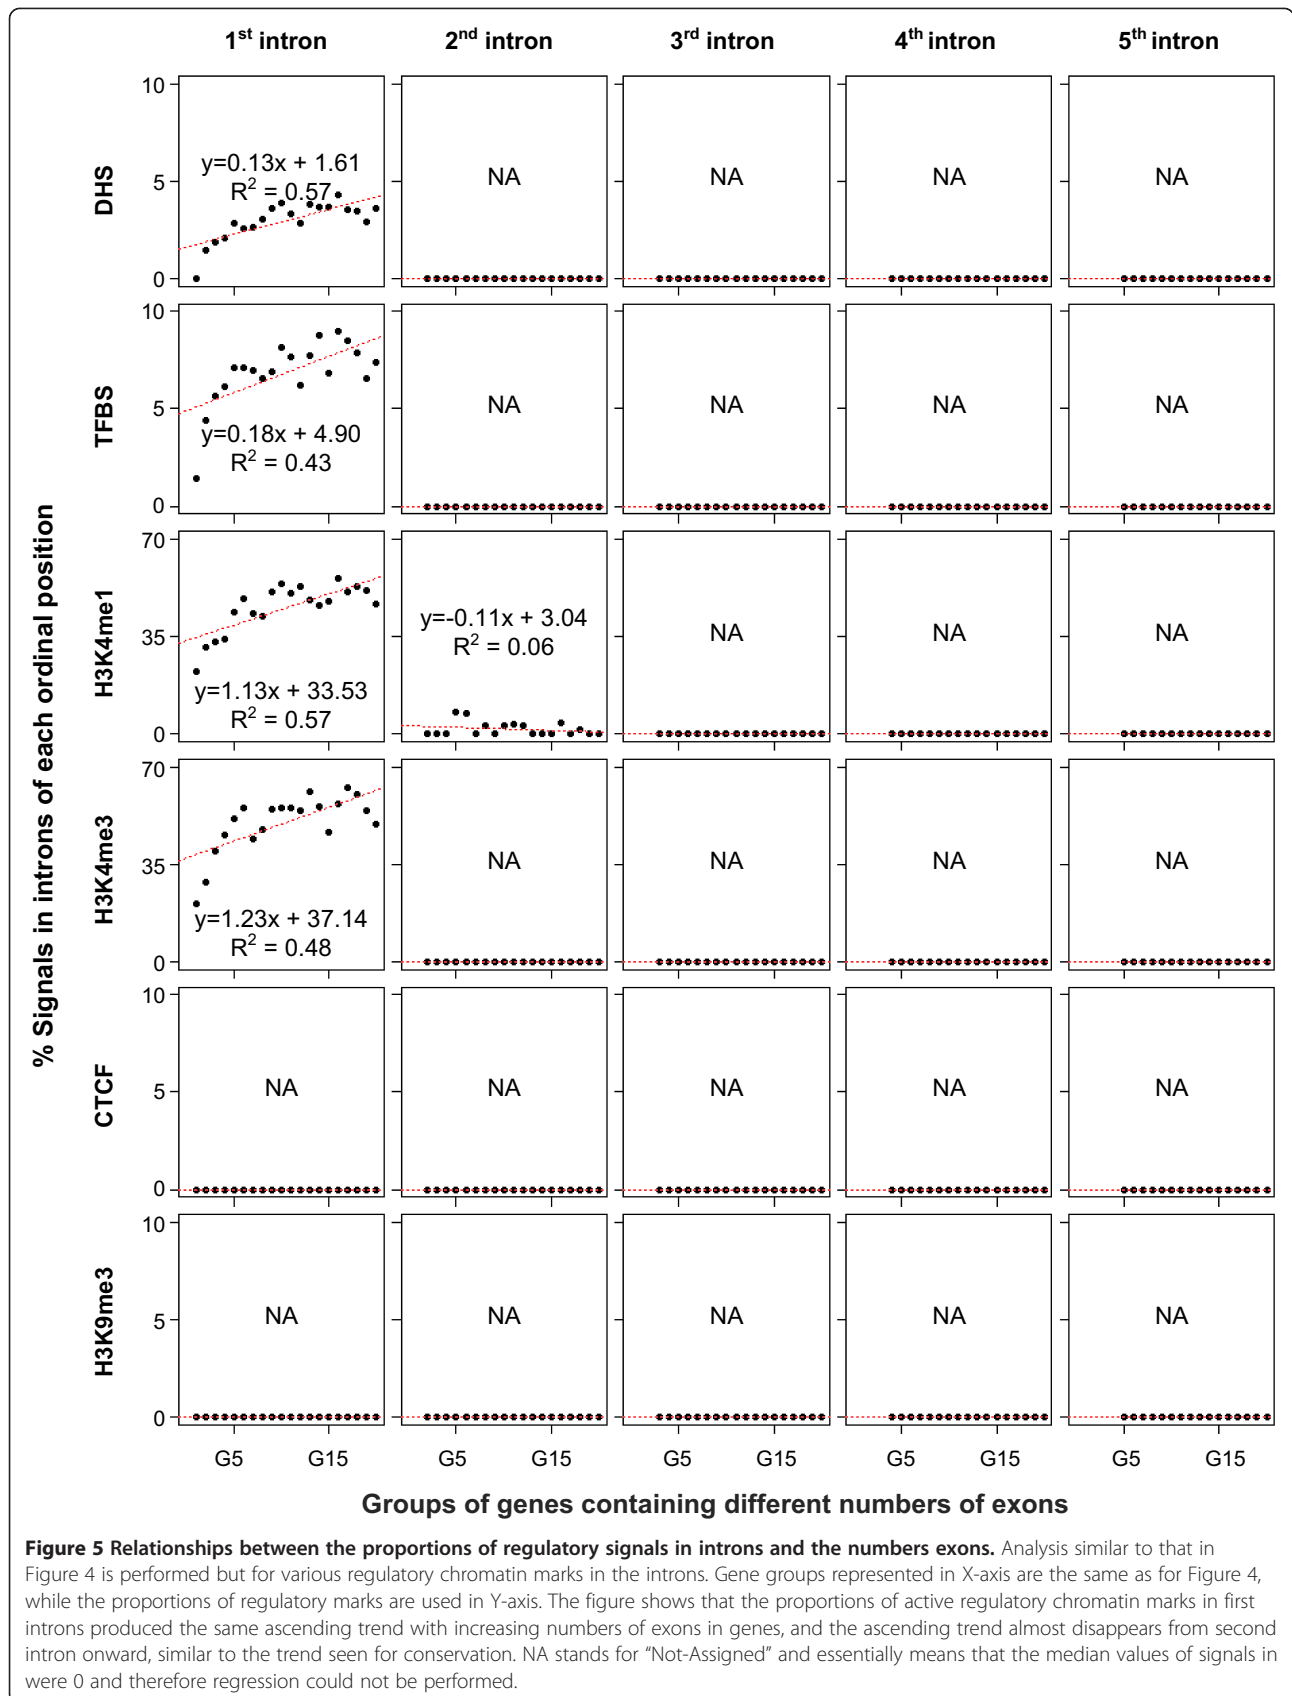 1st intron 2nd intron 3rd intron 4th intron 5th intron
% Signals in introns of each ordinal position
DHS
10
5
0
y=0.13x + 1.61
R2 = 0.57
NA
NA
NA
NA
TFBS
10
5
0
y=0.18x + 4.90
R2 = 0.43
NA
NA
NA
NA
H3K4me1
70
35
0
y=1.13x + 33.53
R2 = 0.57
y=-0.11x + 3.04
R2 = 0.06
NA
NA
NA
H3K4me3
70
35
0
y=1.23x + 37.14
R2 = 0.48
NA
NA
NA
NA
CTCF
10
5
0
NA
NA
NA
NA
NA
H3K9me3
10
5
0
NA
NA
NA
NA
NA
G5 G15 G5 G15 G5 G15 G5 G15 G5 G15
Groups of genes containing different numbers of exons
Figure 5 Relationships between the proportions of regulatory signals in introns and the numbers exons. Analysis similar to that in
Figure 4 is performed but for various regulatory chromatin marks in the introns. Gene groups represented in X-axis are the same as for Figure 4,
while the proportions of regulatory marks are used in Y-axis. The figure shows that the proportions of active regulatory chromatin marks in first
introns produced the same ascending trend with increasing numbers of exons in genes, and the ascending trend almost disappears from second
intron onward, similar to the trend seen for conservation. NA stands for “Not-Assigned” and essentially means that the median values of signals in
were 0 and therefore regression could not be performed.